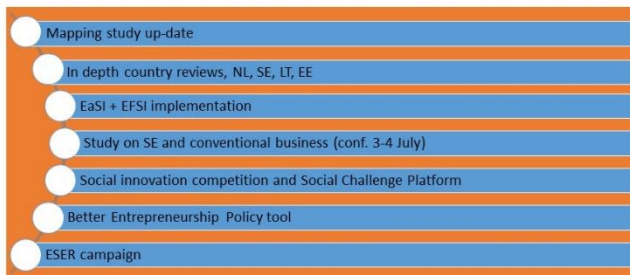 Mapping study up-date
In depth country reviews, NL, SE, LT, EE
EaSI + EFSI implementation
Study on SE and conventional business (conf. 3-4 July)
Social innovation competition and Social Challenge Platform
Better Entrepreneurship Policy tool
ESER campaign